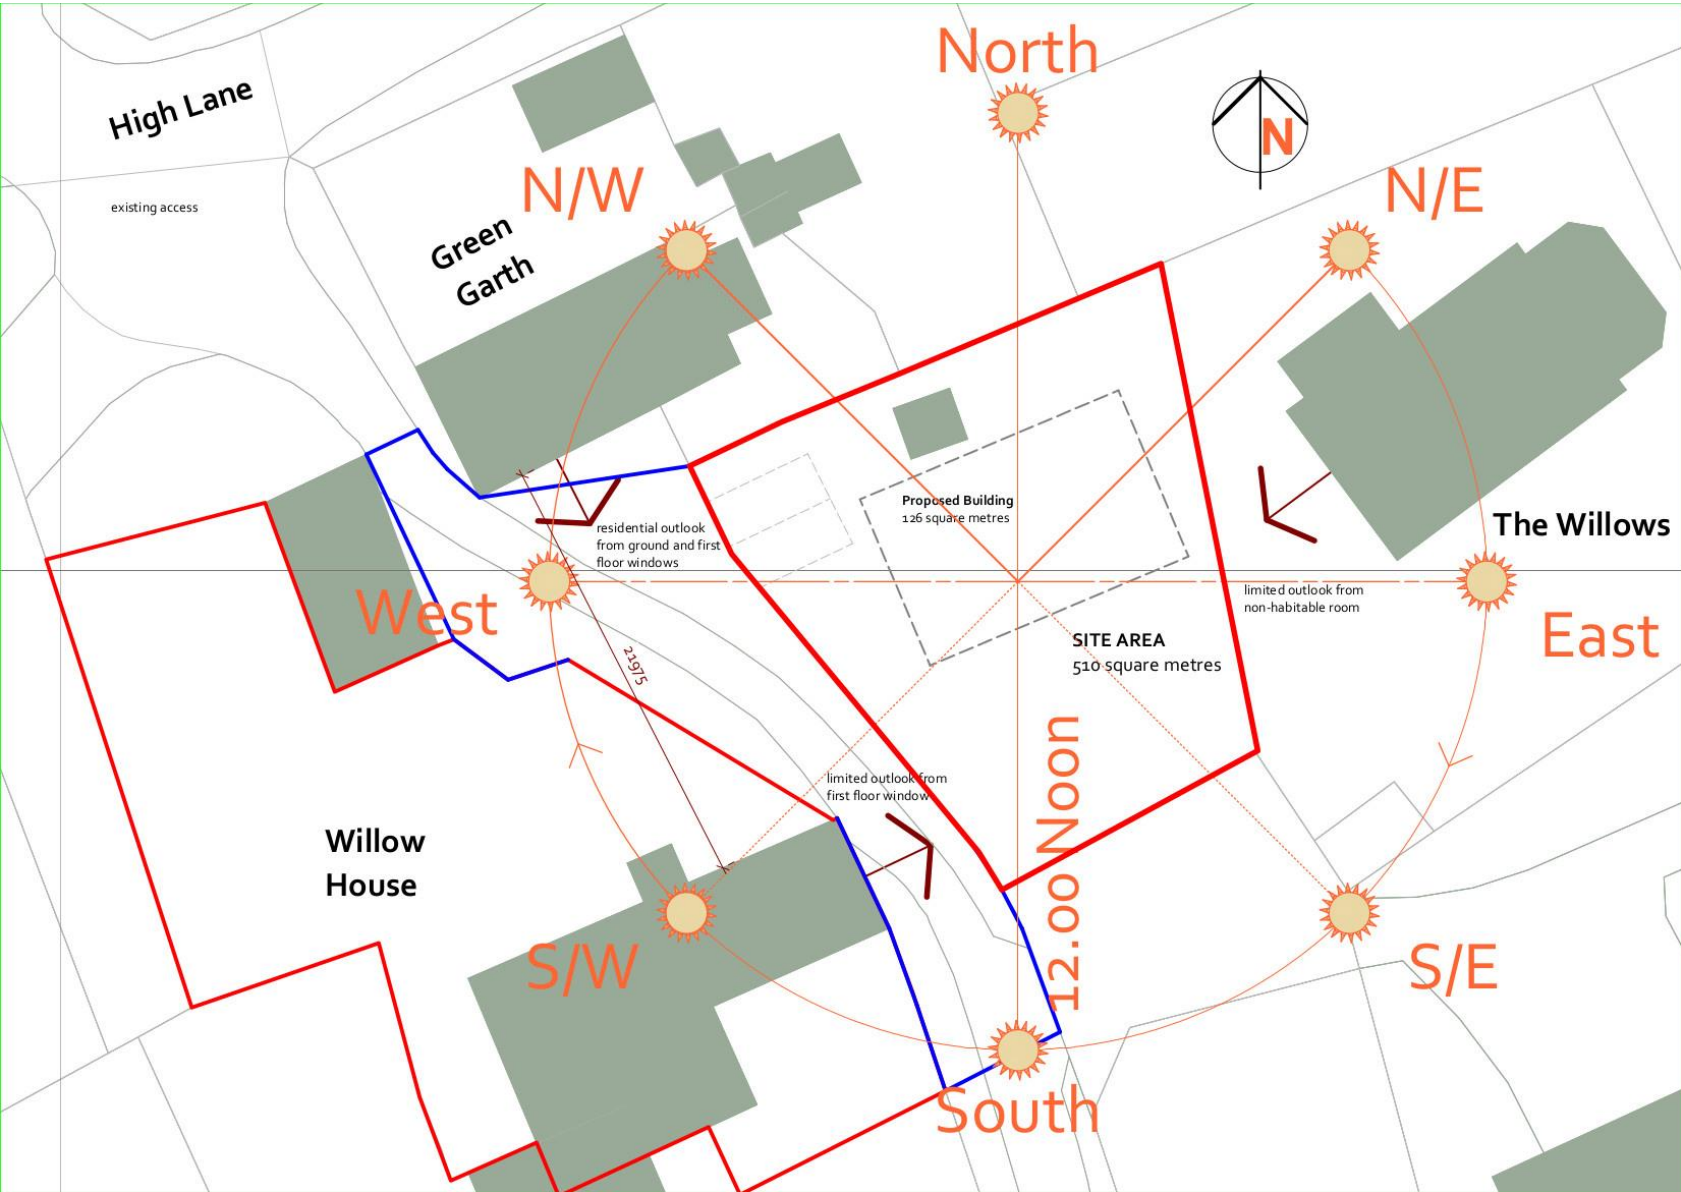 North
High Lane
N
N/W
N/E
existing access
Green
Garth
Proposed Building
126 square metres
The Willows
residential outlook
from ground and first
floor windows
limited outlook from
non-habitable room
West
East
SITE AREA
510 square metres
21975
limited outlook from
first floor window
12.00 Noon
Willow
House
S/W
S/E
South